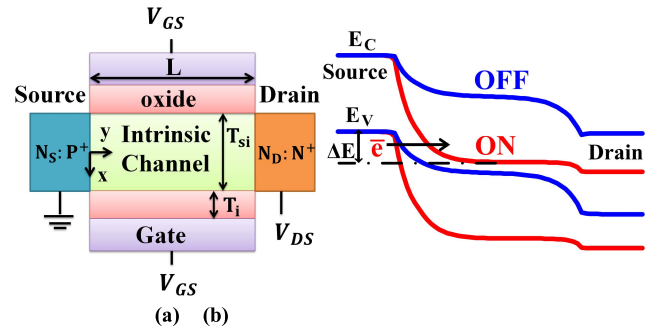 V_GS
L
Source
oxide
Drain
N_S: P⁺
y
x
Intrinsic
Channel
T_si
N_D: N⁺
T_i
V_DS
Gate
V_GS
(a) (b)
E_C
Source
OFF
E_V
ΔE
e̅
ON
Drain